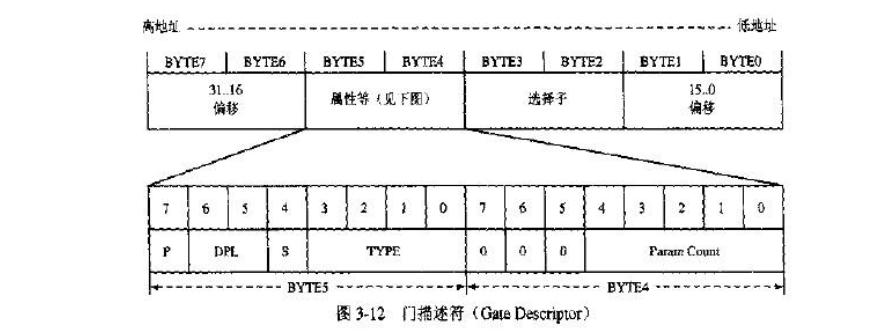 高地址 低地址
BYTE7 BYTE6 BYTE5 BYTE4 BYTE3 BYTE2 BYTE1 BYTE0
31..16 偏移 属性等（见下图） 选择子 15..0 偏移
7 6 5 4 3 2 1 0 7 6 5 4 3 2 1 0
P DPL S TYPE 0 0 0 Param Count
BYTE5 BYTE4
图 3-12 门描述符（Gate Descriptor）